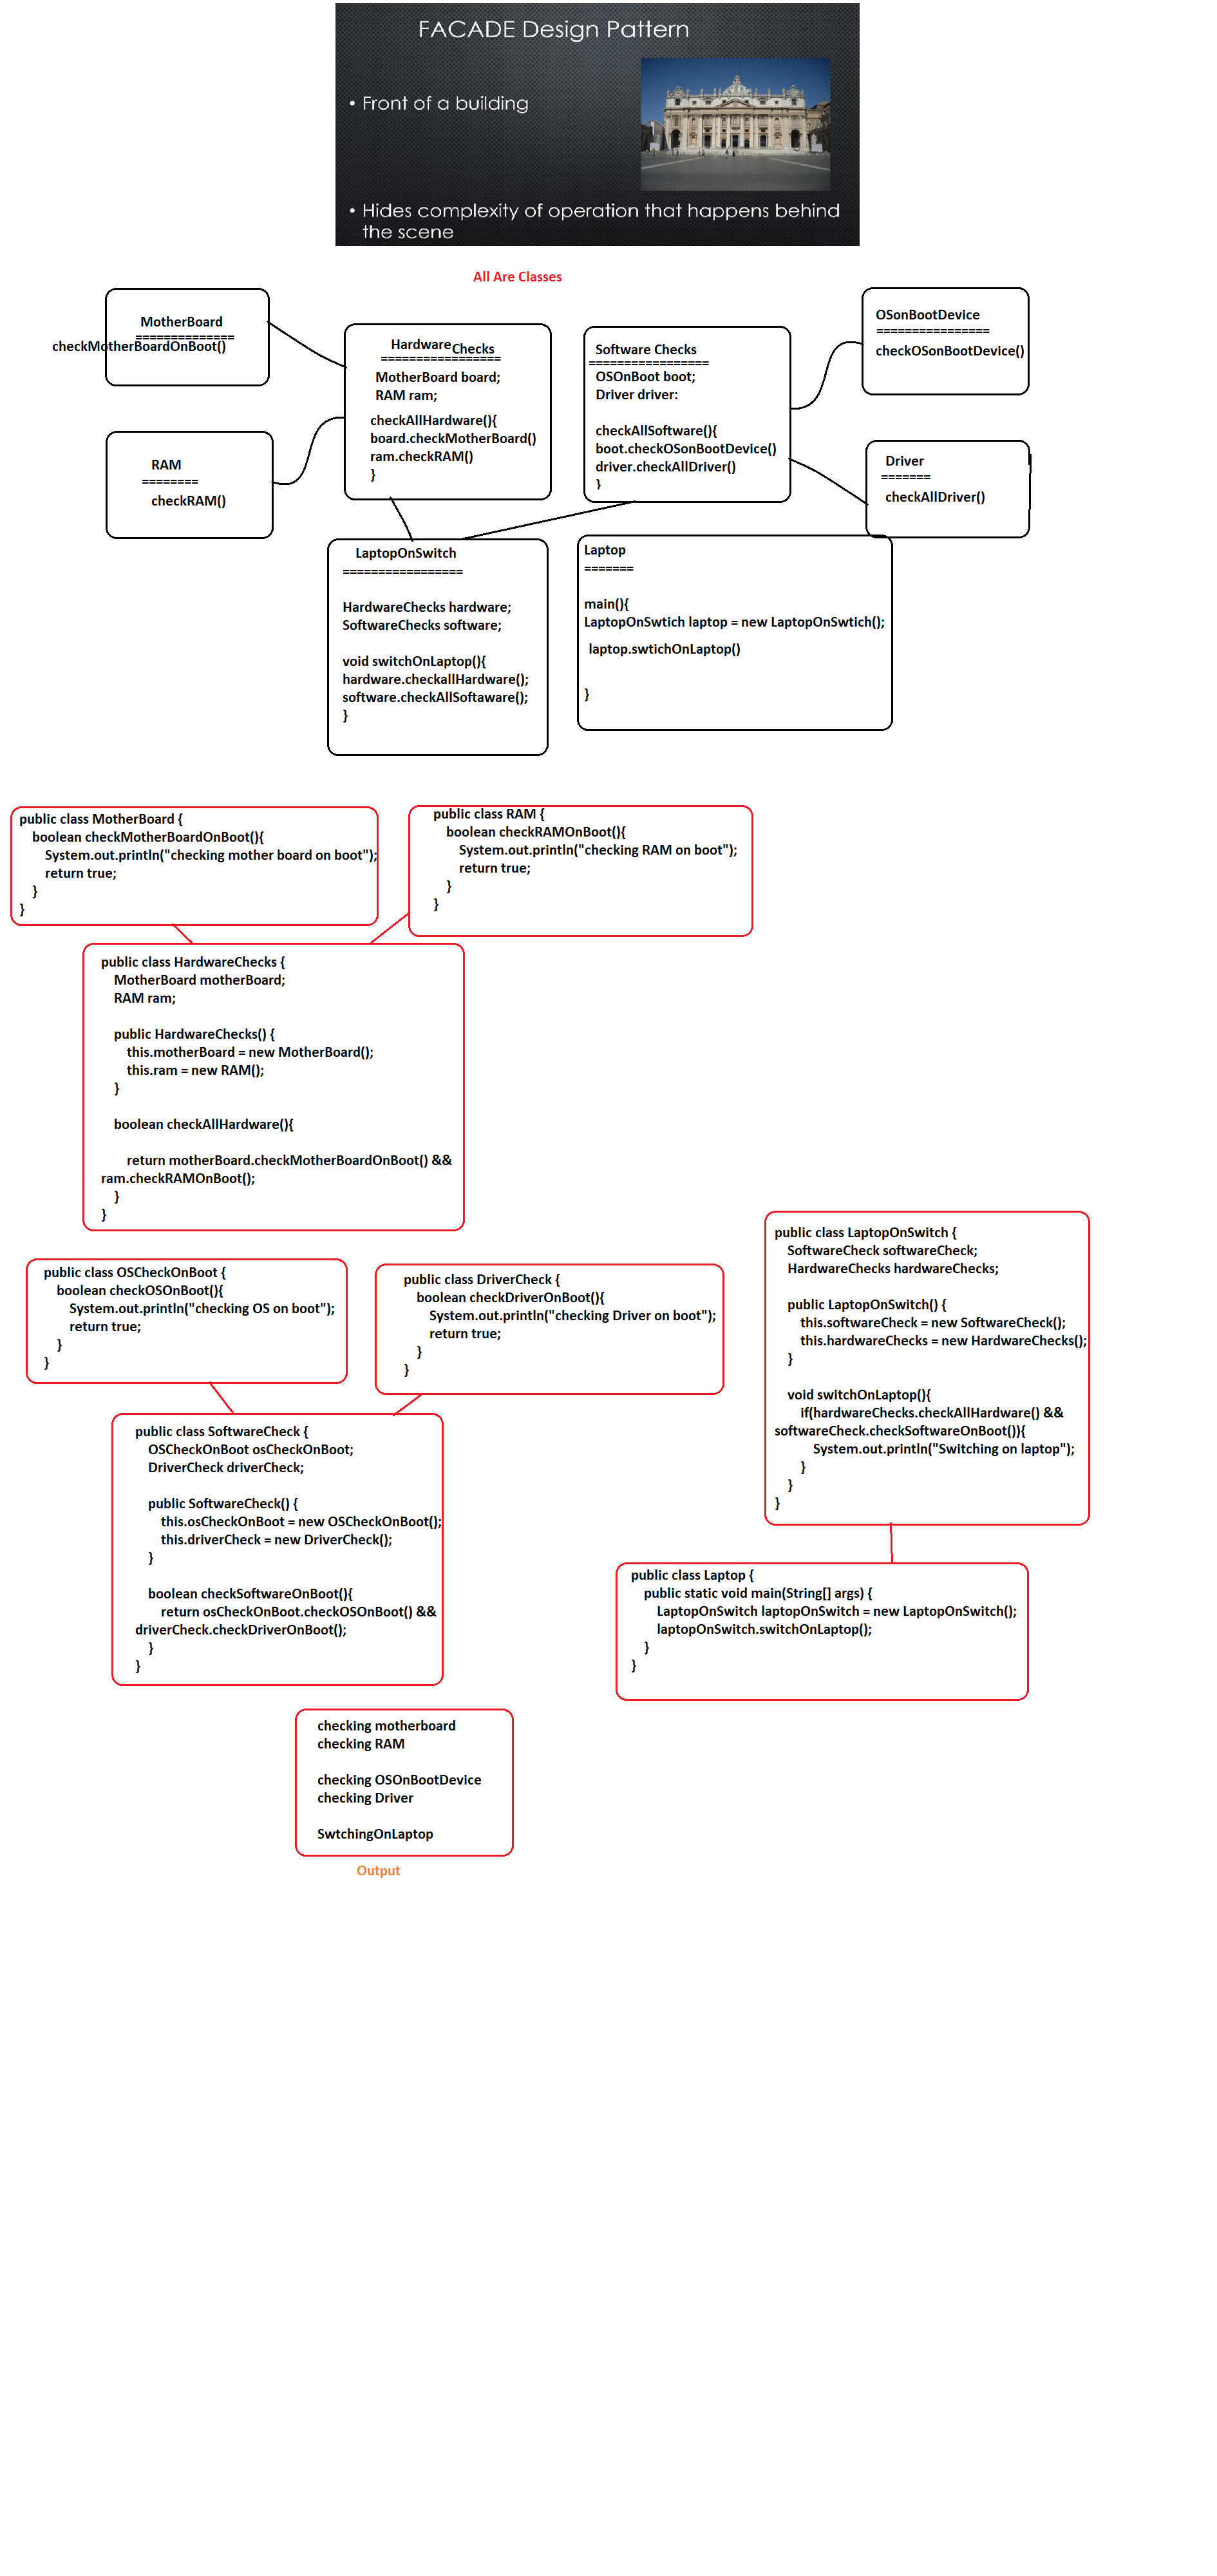 FACADE Design Pattern
• Front of a building
• Hides complexity of operation that happens behind
the scene
All Are Classes
MotherBoard
==============
checkMotherBoardOnBoot()
RAM
========
checkRAM()
HardwareChecks
=================
MotherBoard board;
RAM ram;
checkAllHardware(){
board.checkMotherBoard()
ram.checkRAM()
}
Software Checks
=================
OSOnBoot boot;
Driver driver:
checkAllSoftware(){
boot.checkOSonBootDevice()
driver.checkAllDriver()
}
OSonBootDevice
================
checkOSonBootDevice()
Driver
=======
checkAllDriver()
LaptopOnSwitch
=================
HardwareChecks hardware;
SoftwareChecks software;
void switchOnLaptop(){
hardware.checkallHardware();
software.checkAllSoftaware();
}
Laptop
=======
main(){
LaptopOnSwtich laptop = new LaptopOnSwtich();
laptop.swtichOnLaptop()
}
public class MotherBoard {
boolean checkMotherBoardOnBoot(){
System.out.println("checking mother board on boot");
return true;
}
}
public class RAM {
boolean checkRAMOnBoot(){
System.out.println("checking RAM on boot");
return true;
}
}
public class HardwareChecks {
MotherBoard motherBoard;
RAM ram;
public HardwareChecks() {
this.motherBoard = new MotherBoard();
this.ram = new RAM();
}
boolean checkAllHardware(){
return motherBoard.checkMotherBoardOnBoot() &&
ram.checkRAMOnBoot();
}
}
public class OSCheckOnBoot {
boolean checkOSOnBoot(){
System.out.println("checking OS on boot");
return true;
}
}
public class DriverCheck {
boolean checkDriverOnBoot(){
System.out.println("checking Driver on boot");
return true;
}
}
public class SoftwareCheck {
OSCheckOnBoot osCheckOnBoot;
DriverCheck driverCheck;
public SoftwareCheck() {
this.osCheckOnBoot = new OSCheckOnBoot();
this.driverCheck = new DriverCheck();
}
boolean checkSoftwareOnBoot(){
return osCheckOnBoot.checkOSOnBoot() &&
driverCheck.checkDriverOnBoot();
}
}
public class LaptopOnSwitch {
SoftwareCheck softwareCheck;
HardwareChecks hardwareChecks;
public LaptopOnSwitch() {
this.softwareCheck = new SoftwareCheck();
this.hardwareChecks = new HardwareChecks();
}
void switchOnLaptop(){
if(hardwareChecks.checkAllHardware() &&
softwareCheck.checkSoftwareOnBoot()){
System.out.println("Switching on laptop");
}
}
}
public class Laptop {
public static void main(String[] args) {
LaptopOnSwitch laptopOnSwitch = new LaptopOnSwitch();
laptopOnSwitch.switchOnLaptop();
}
}
checking motherboard
checking RAM
checking OSOnBootDevice
checking Driver
SwtchingOnLaptop
Output